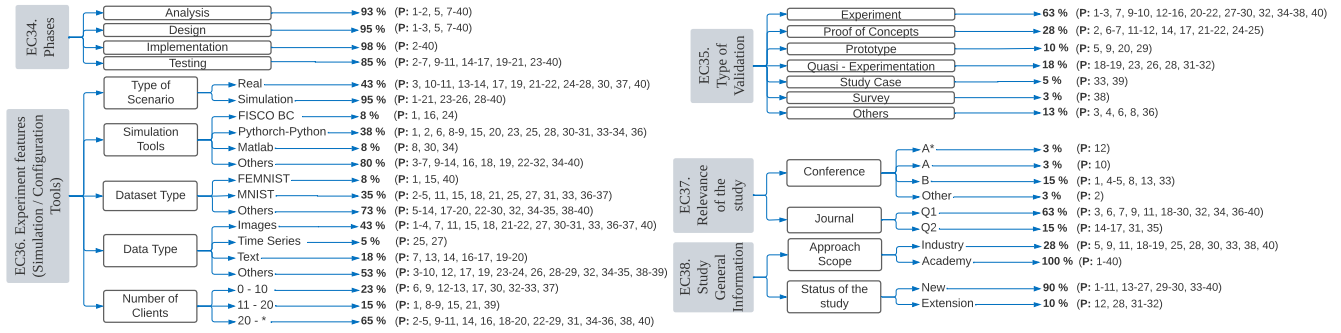 EC34.
Phases
Analysis 93 % (P: 1-2, 5, 7-40)
Design 95 % (P: 1-3, 5, 7-40)
Implementation 98 % (P: 2-40)
Testing 85 % (P: 2-7, 9-11, 14-17, 19-21, 23-40)
EC36. Experiment features
(Simulation / Configuration
Tools)
Type of
Scenario
Real 43 % (P: 3, 10-11, 13-14, 17, 19, 21-22, 24-28, 30, 37, 40)
Simulation 95 % (P: 1-21, 23-26, 28-40)
Simulation
Tools
FISCO BC 8 % (P: 1, 16, 24)
Pythorch-Python 38 % (P: 1, 2, 6, 8-9, 15, 20, 23, 25, 28, 30-31, 33-34, 36)
Matlab 8 % (P: 8, 30, 34)
Others 80 % (P: 3-7, 9-14, 16, 18, 19, 22-32, 34-40)
Dataset Type
FEMNIST 8 % (P: 1, 15, 40)
MNIST 35 % (P: 2-5, 11, 15, 18, 21, 25, 27, 31, 33, 36-37)
Others 73 % (P: 5-14, 17-20, 22-30, 32, 34-35, 38-40)
Data Type
Images 43 % (P: 1-4, 7, 11, 15, 18, 21-22, 27, 30-31, 33, 36-37, 40)
Time Series 5 % (P: 25, 27)
Text 18 % (P: 7, 13, 14, 16-17, 19-20)
Others 53 % (P: 3-10, 12, 17, 19, 23-24, 26, 28-29, 32, 34-35, 38-39)
Number of
Clients
0 - 10 23 % (P: 6, 9, 12-13, 17, 30, 32-33, 37)
11 - 20 15 % (P: 1, 8-9, 15, 21, 39)
20 - * 65 % (P: 2-5, 9-11, 14, 16, 18-20, 22-29, 31, 34-36, 38, 40)
EC35.
Type of
Validation
Experiment 63 % (P: 1-3, 7, 9-10, 12-16, 20-22, 27-30, 32, 34-38, 40)
Proof of Concepts 28 % (P: 2, 6-7, 11-12, 14, 17, 21-22, 24-25)
Prototype 10 % (P: 5, 9, 20, 29)
Quasi - Experimentation 18 % (P: 18-19, 23, 26, 28, 31-32)
Study Case 5 % (P: 33, 39)
Survey 3 % (P: 38)
Others 13 % (P: 3, 4, 6, 8, 36)
EC37.
Relevance
of the
study
Conference
A* 3 % (P: 12)
A 3 % (P: 10)
B 15 % (P: 1, 4-5, 8, 13, 33)
Other 3 % (P: 2)
Journal
Q1 63 % (P: 3, 6, 7, 9, 11, 18-30, 32, 34, 36-40)
Q2 15 % (P: 14-17, 31, 35)
EC38.
Study
General
Information
Approach
Scope
Industry 28 % (P: 5, 9, 11, 18-19, 25, 28, 30, 33, 38, 40)
Academy 100 % (P: 1-40)
Status of the
study
New 90 % (P: 1-11, 13-27, 29-30, 33-40)
Extension 10 % (P: 12, 28, 31-32)